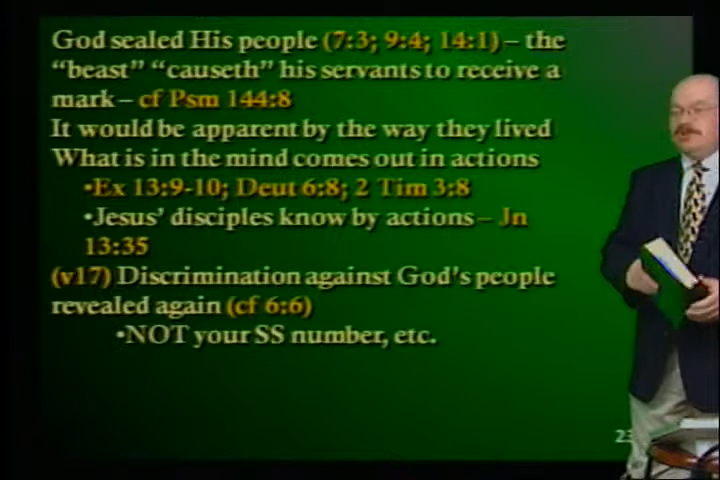 God sealed His people (7:3; 9:4; 14:1) – the
“beast” “causeth” his servants to receive a
mark – cf Psm 144:8
It would be apparent by the way they lived
What is in the mind comes out in actions
•Ex 13:9-10; Deut 6:8; 2 Tim 3:8
•Jesus’ disciples know by actions – Jn
13:35
(v17) Discrimination against God’s people
revealed again (cf 6:6)
•NOT your SS number, etc.